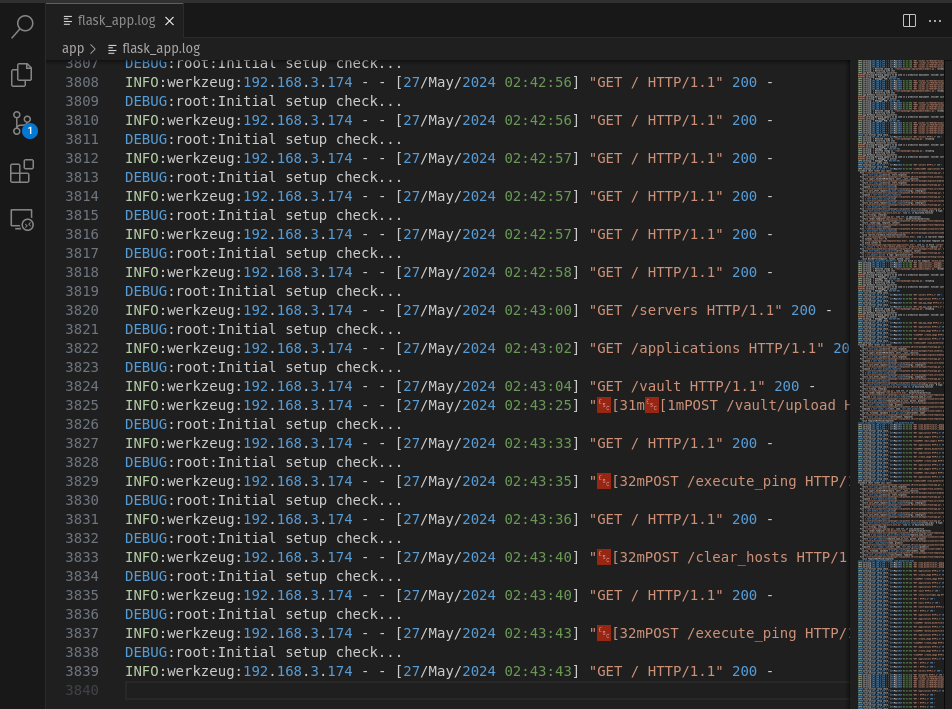 flask_app.log
app > flask_app.log
3807 DEBUG:root:Initial setup check...
3808 INFO:werkzeug:192.168.3.174 - - [27/May/2024 02:42:56] "GET / HTTP/1.1" 200 -
3809 DEBUG:root:Initial setup check...
3810 INFO:werkzeug:192.168.3.174 - - [27/May/2024 02:42:56] "GET / HTTP/1.1" 200 -
3811 DEBUG:root:Initial setup check...
3812 INFO:werkzeug:192.168.3.174 - - [27/May/2024 02:42:57] "GET / HTTP/1.1" 200 -
3813 DEBUG:root:Initial setup check...
3814 INFO:werkzeug:192.168.3.174 - - [27/May/2024 02:42:57] "GET / HTTP/1.1" 200 -
3815 DEBUG:root:Initial setup check...
3816 INFO:werkzeug:192.168.3.174 - - [27/May/2024 02:42:57] "GET / HTTP/1.1" 200 -
3817 DEBUG:root:Initial setup check...
3818 INFO:werkzeug:192.168.3.174 - - [27/May/2024 02:42:58] "GET / HTTP/1.1" 200 -
3819 DEBUG:root:Initial setup check...
3820 INFO:werkzeug:192.168.3.174 - - [27/May/2024 02:43:00] "GET /servers HTTP/1.1" 200 -
3821 DEBUG:root:Initial setup check...
3822 INFO:werkzeug:192.168.3.174 - - [27/May/2024 02:43:02] "GET /applications HTTP/1.1" 20
3823 DEBUG:root:Initial setup check...
3824 INFO:werkzeug:192.168.3.174 - - [27/May/2024 02:43:04] "GET /vault HTTP/1.1" 200 -
3825 INFO:werkzeug:192.168.3.174 - - [27/May/2024 02:43:25] "ESC[31mESC[1mPOST /vault/upload H
3826 DEBUG:root:Initial setup check...
3827 INFO:werkzeug:192.168.3.174 - - [27/May/2024 02:43:33] "GET / HTTP/1.1" 200 -
3828 DEBUG:root:Initial setup check...
3829 INFO:werkzeug:192.168.3.174 - - [27/May/2024 02:43:35] "ESC[32mPOST /execute_ping HTTP/
3830 DEBUG:root:Initial setup check...
3831 INFO:werkzeug:192.168.3.174 - - [27/May/2024 02:43:36] "GET / HTTP/1.1" 200 -
3832 DEBUG:root:Initial setup check...
3833 INFO:werkzeug:192.168.3.174 - - [27/May/2024 02:43:40] "ESC[32mPOST /clear_hosts HTTP/1
3834 DEBUG:root:Initial setup check...
3835 INFO:werkzeug:192.168.3.174 - - [27/May/2024 02:43:40] "GET / HTTP/1.1" 200 -
3836 DEBUG:root:Initial setup check...
3837 INFO:werkzeug:192.168.3.174 - - [27/May/2024 02:43:43] "ESC[32mPOST /execute_ping HTTP/
3838 DEBUG:root:Initial setup check...
3839 INFO:werkzeug:192.168.3.174 - - [27/May/2024 02:43:43] "GET / HTTP/1.1" 200 -
3840
1